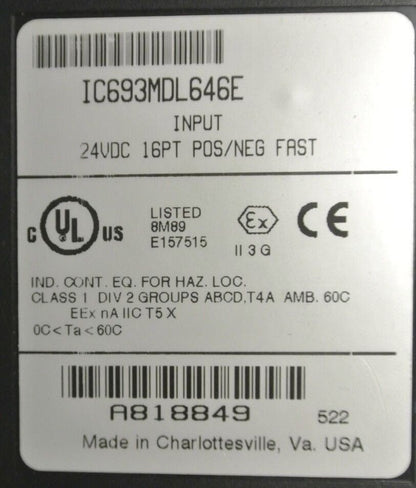 IC693MDL646E
INPUT
24VDC 16PT POS/NEG FAST
C UL US LISTED 8M89 E157515
Ex II 3 G
CE
IND. CONT. EQ. FOR HAZ. LOC.
CLASS 1 DIV 2 GROUPS ABCD,T4A AMB. 60C
EEx nA IIC T5 X
0C < Ta < 60C
A818849 522
Made in Charlottesville, Va. USA